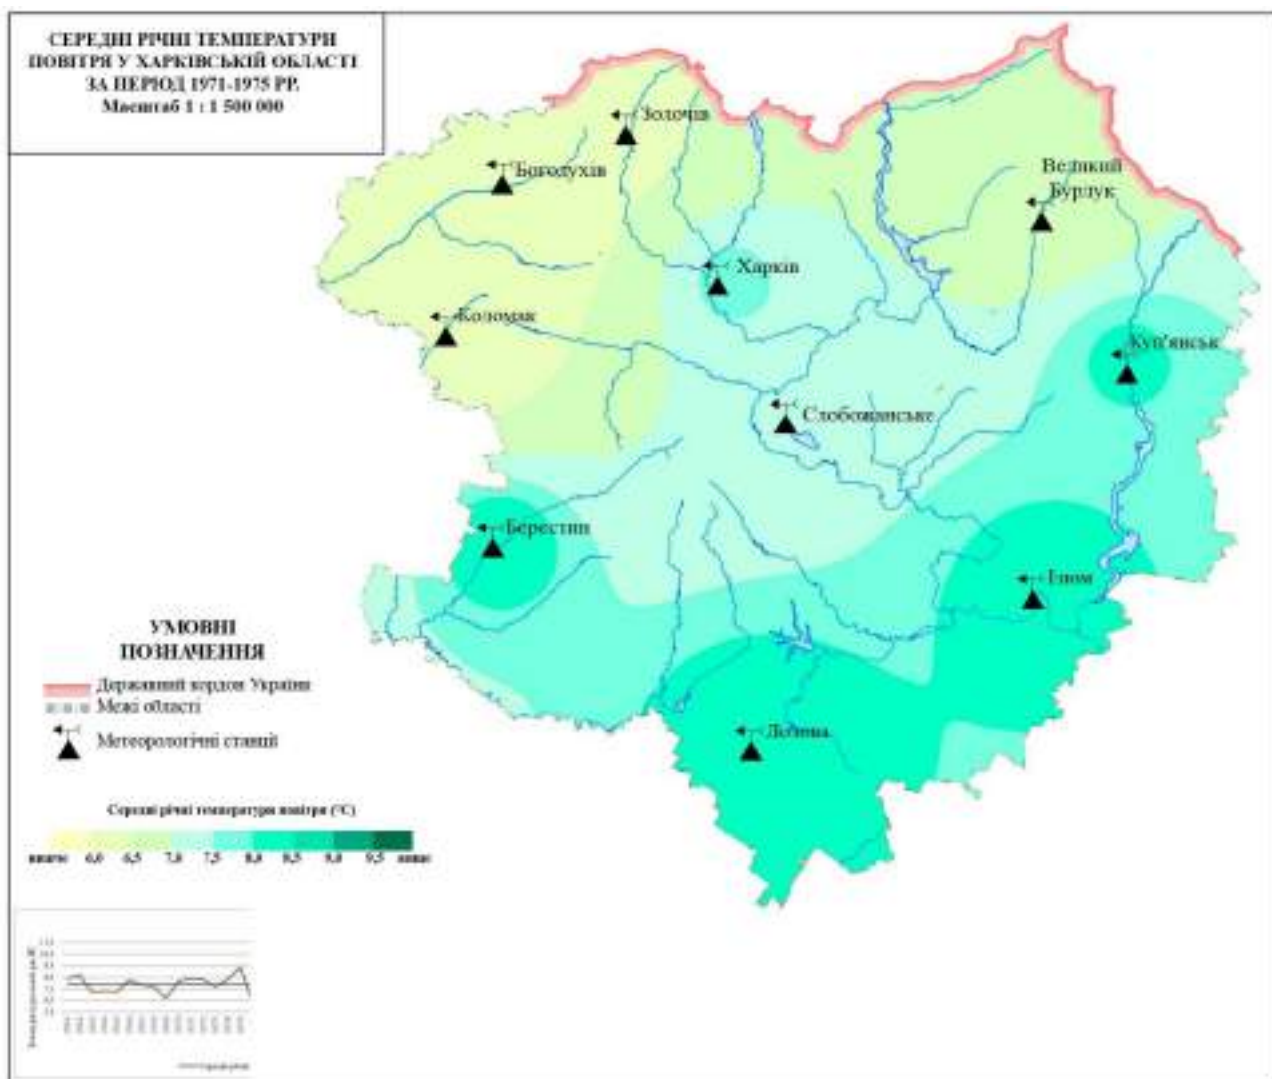 СЕРЕДНІ РІЧНІ ТЕМПЕРАТУРИ
ПОВІТРЯ У ХАРКІВСЬКІЙ ОБЛАСТІ
ЗА ПЕРІОД 1971-1975 РР.
Масштаб 1 : 1 500 000
Золочів
Богодухів
Великий
Бурлук
Харків
Коломак
Куп'янськ
Слобожанське
Берестин
Ізюм
Лозова
УМОВНІ
ПОЗНАЧЕННЯ
Державний кордон України
Межі області
Метеорологічні станції
Середні річні температури повітря (°C)
нижче 6,0 6,5 7,0 7,5 8,0 8,5 9,0 9,5 вище